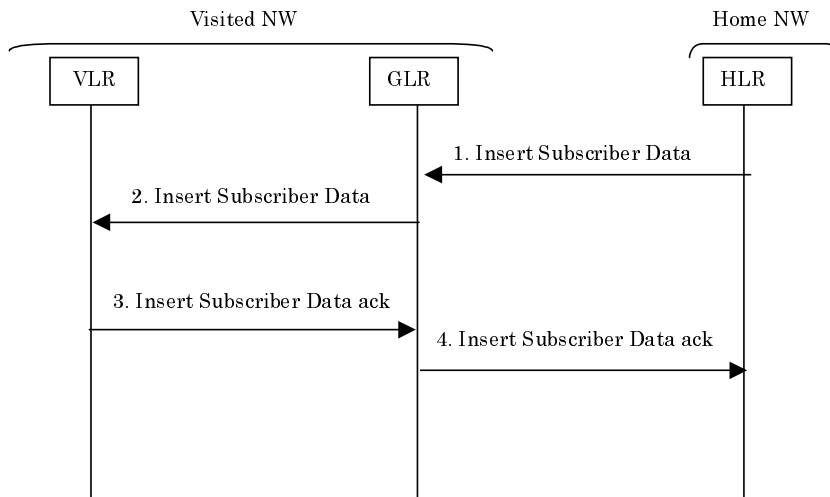 Visited NW
Home NW
VLR
GLR
HLR
1. Insert Subscriber Data
2. Insert Subscriber Data
3. Insert Subscriber Data ack
4. Insert Subscriber Data ack